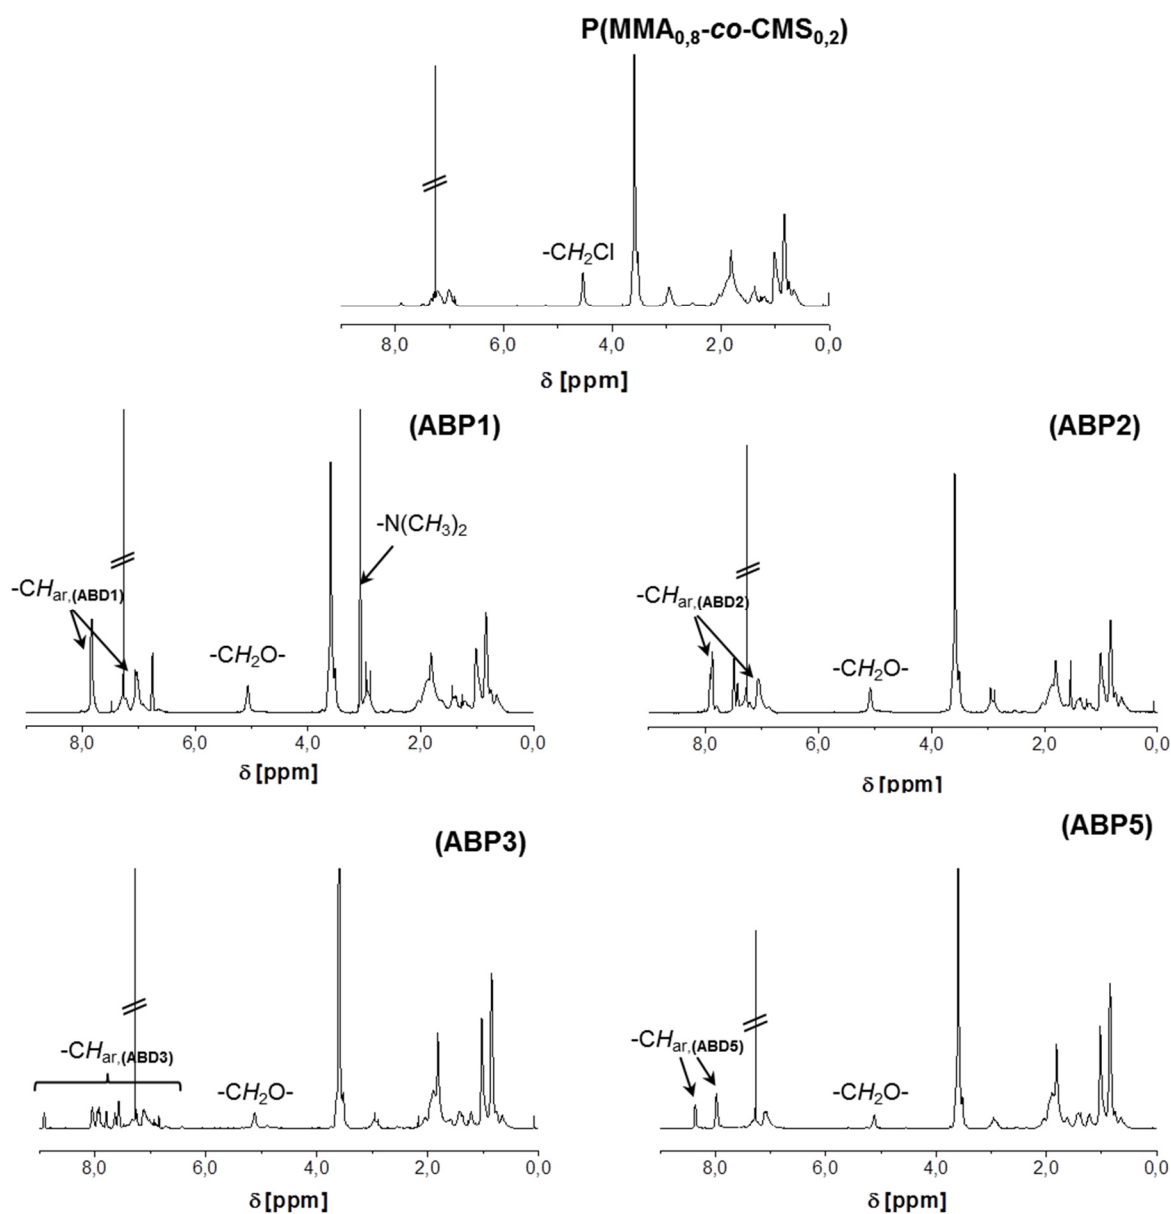 P(MMA0,8-co-CMS0,2)
-CH2Cl
8,0 6,0 4,0 2,0 0,0
δ [ppm]
(ABP1)
-N(CH3)2
-CHar,(ABD1)
-CH2O-
8,0 6,0 4,0 2,0 0,0
δ [ppm]
(ABP2)
-CHar,(ABD2)
-CH2O-
8,0 6,0 4,0 2,0 0,0
δ [ppm]
(ABP3)
-CHar,(ABD3)
-CH2O-
8,0 6,0 4,0 2,0 0,0
δ [ppm]
(ABP5)
-CHar,(ABD5)
-CH2O-
8,0 6,0 4,0 2,0 0,0
δ [ppm]